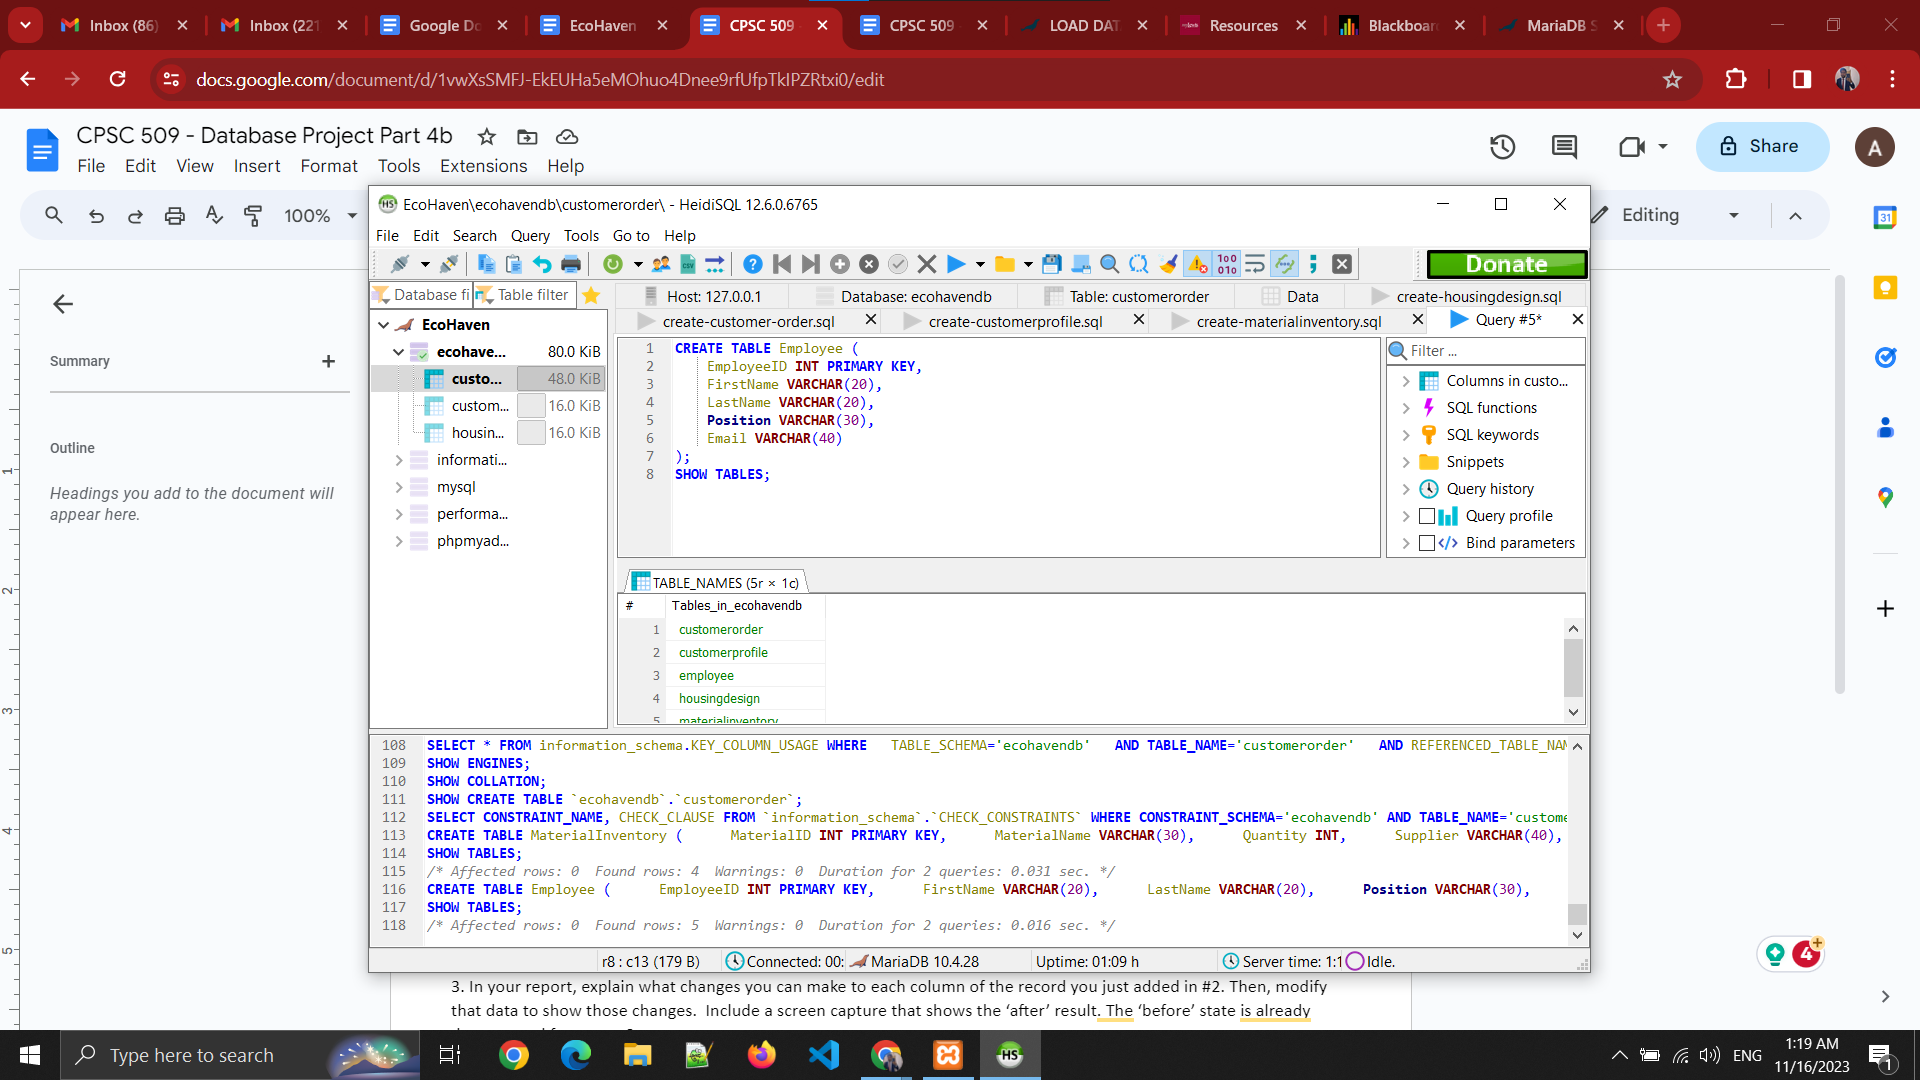 Inbox (86)
Inbox (221
Google Do
EcoHaven
CPSC 509 -
CPSC 509 -
LOAD DAT
Resources
Blackboar
MariaDB S
docs.google.com/document/d/1vwXsSMFJ-EkEUHa5eMOhuo4Dnee9rfUfpTkIPZRtxi0/edit
CPSC 509 - Database Project Part 4b
File Edit View Insert Format Tools Extensions Help
Share
A
100%
Editing
31
Summary
Outline
Headings you add to the document will
appear here.
1
2
3
4
5
HS EcoHaven\ecohavendb\customerorder\ - HeidiSQL 12.6.0.6765
File Edit Search Query Tools Go to Help
Donate
Database fi
Table filter
Host: 127.0.0.1
Database: ecohavendb
Table: customerorder
Data
create-housingdesign.sql
create-customer-order.sql
create-customerprofile.sql
create-materialinventory.sql
Query #5*
EcoHaven
ecohave... 80.0 KiB
custo... 48.0 KiB
custom... 16.0 KiB
housin... 16.0 KiB
informati...
mysql
performa...
phpmyad...
1 CREATE TABLE Employee (
2 EmployeeID INT PRIMARY KEY,
3 FirstName VARCHAR(20),
4 LastName VARCHAR(20),
5 Position VARCHAR(30),
6 Email VARCHAR(40)
7 );
8 SHOW TABLES;
Filter ...
Columns in custo...
SQL functions
SQL keywords
Snippets
Query history
Query profile
Bind parameters
TABLE_NAMES (5r × 1c)
# Tables_in_ecohavendb
1 customerorder
2 customerprofile
3 employee
4 housingdesign
5 materialinventory
108 SELECT * FROM information_schema.KEY_COLUMN_USAGE WHERE TABLE_SCHEMA='ecohavendb' AND TABLE_NAME='customerorder' AND REFERENCED_TABLE_NAM
109 SHOW ENGINES;
110 SHOW COLLATION;
111 SHOW CREATE TABLE `ecohavendb`.`customerorder`;
112 SELECT CONSTRAINT_NAME, CHECK_CLAUSE FROM `information_schema`.`CHECK_CONSTRAINTS` WHERE CONSTRAINT_SCHEMA='ecohavendb' AND TABLE_NAME='custome
113 CREATE TABLE MaterialInventory ( MaterialID INT PRIMARY KEY, MaterialName VARCHAR(30), Quantity INT, Supplier VARCHAR(40),
114 SHOW TABLES;
115 /* Affected rows: 0 Found rows: 4 Warnings: 0 Duration for 2 queries: 0.031 sec. */
116 CREATE TABLE Employee ( EmployeeID INT PRIMARY KEY, FirstName VARCHAR(20), LastName VARCHAR(20), Position VARCHAR(30),
117 SHOW TABLES;
118 /* Affected rows: 0 Found rows: 5 Warnings: 0 Duration for 2 queries: 0.016 sec. */
r8 : c13 (179 B)
Connected: 00:
MariaDB 10.4.28
Uptime: 01:09 h
Server time: 1:1
Idle.
4
3. In your report, explain what changes you can make to each column of the record you just added in #2. Then, modify
that data to show those changes. Include a screen capture that shows the ‘after’ result. The ‘before’ state is already
Type here to search
HS
ENG
1:19 AM
11/16/2023
1